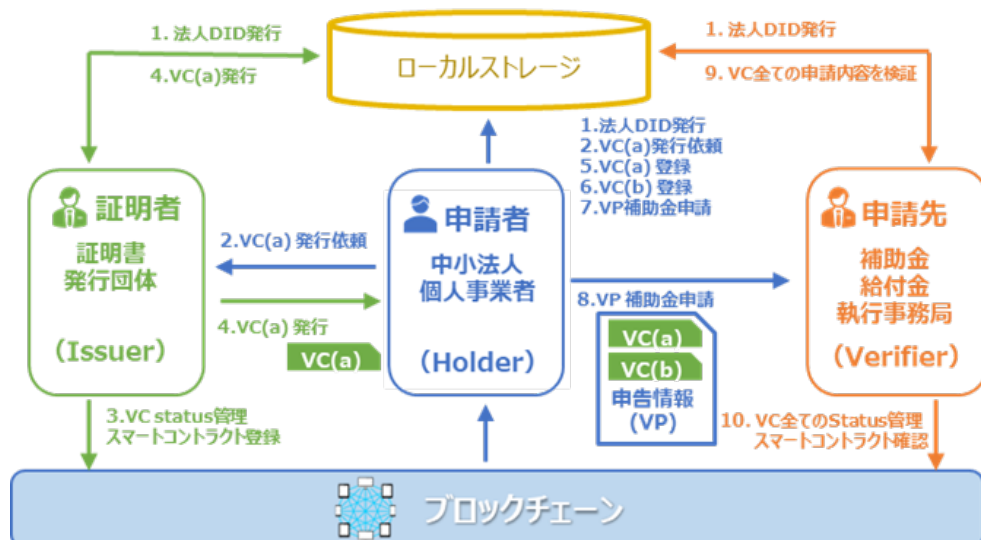 1. 法人DID発行
4.VC(a)発行
ローカルストレージ
1. 法人DID発行
9. VC全ての申請内容を検証
1.法人DID発行
2.VC(a)発行依頼
5.VC(a) 登録
6.VC(b) 登録
7.VP補助金申請
証明者
証明書
発行団体
(Issuer)
2.VC(a) 発行依頼
4.VC(a) 発行
VC(a)
申請者
中小法人
個人事業者
(Holder)
8.VP 補助金申請
VC(a)
VC(b)
申告情報
(VP)
申請先
補助金
給付金
執行事務局
(Verifier)
3.VC status管理
スマートコントラクト登録
10. VC全てのStatus管理
スマートコントラクト確認
ブロックチェーン